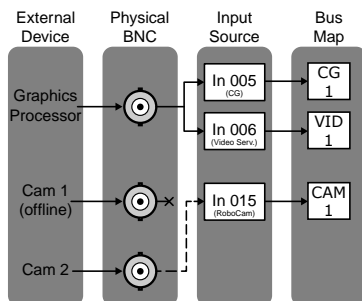 External
Device
Physical
BNC
Input
Source
Bus
Map
Graphics
Processor
In 005
(CG)
CG
1
In 006
(Video Serv.)
VID
1
Cam 1
(offline)
In 015
(RoboCam)
CAM
1
Cam 2